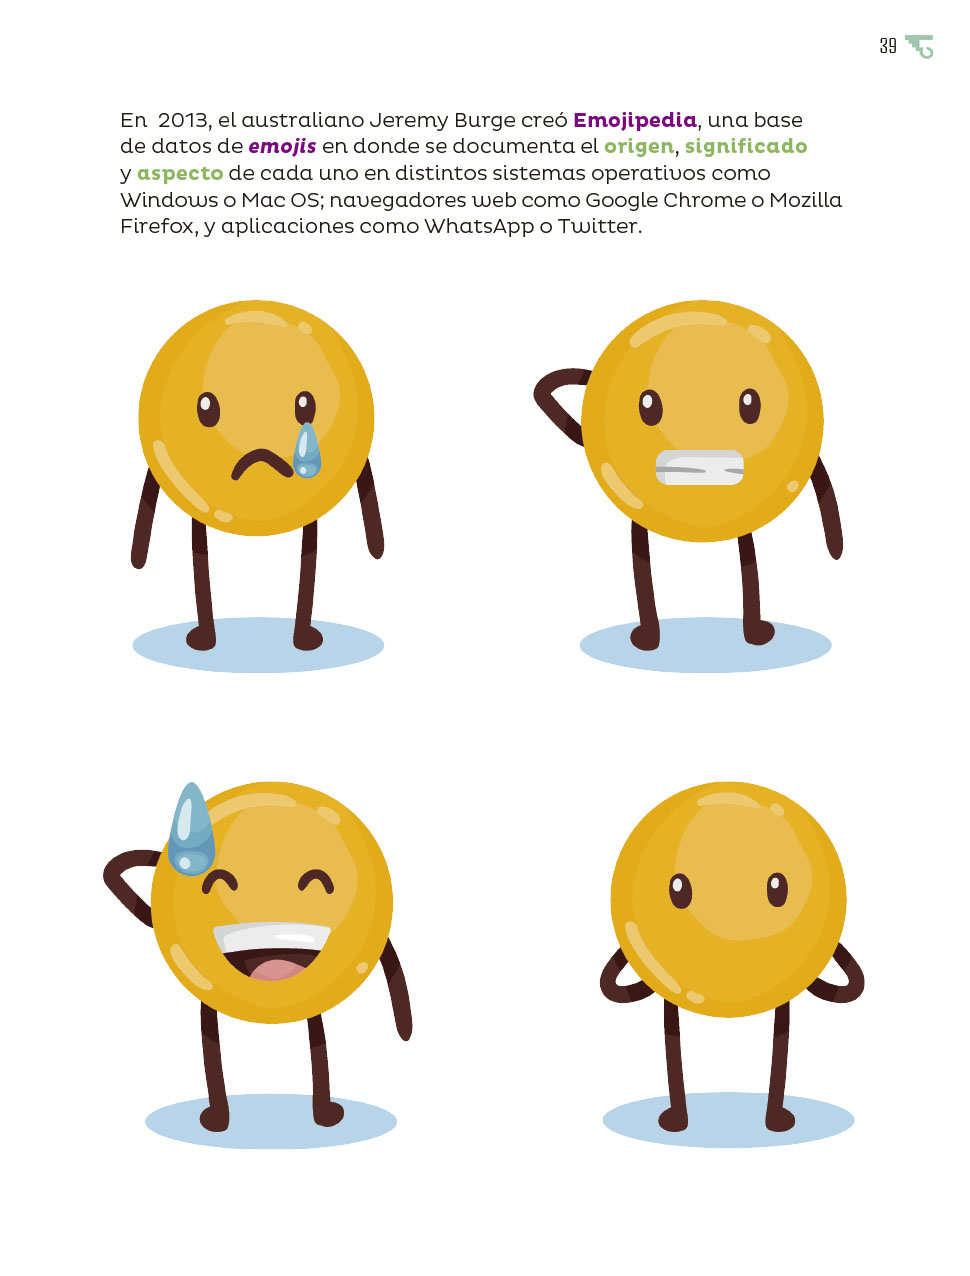 39
En  2013, el australiano Jeremy Burge creó Emojipedia, una base
de datos de emojis en donde se documenta el origen, significado
y aspecto de cada uno en distintos sistemas operativos como
Windows o Mac OS; navegadores web como Google Chrome o Mozilla
Firefox, y aplicaciones como WhatsApp o Twitter.